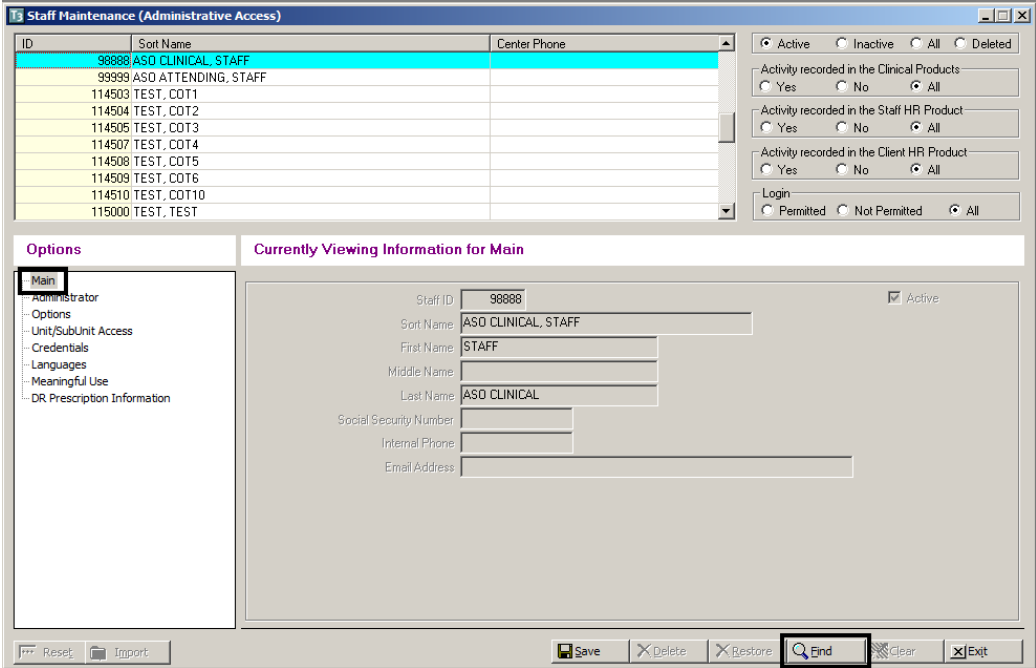 T3 Staff Maintenance (Administrative Access)
ID Sort Name Center Phone
98888 ASO CLINICAL, STAFF
99999 ASO ATTENDING, STAFF
114503 TEST, COT1
114504 TEST, COT2
114505 TEST, COT3
114507 TEST, COT4
114508 TEST, COT5
114509 TEST, COT6
114510 TEST, COT10
115000 TEST, TEST
Active Inactive All Deleted
Activity recorded in the Clinical Products
Yes No All
Activity recorded in the Staff HR Product
Yes No All
Activity recorded in the Client HR Product
Yes No All
Login
Permitted Not Permitted All
Options
Main
Administrator
Options
Unit/SubUnit Access
Credentials
Languages
Meaningful Use
DR Prescription Information
Currently Viewing Information for Main
Staff ID 98888 Active
Sort Name ASO CLINICAL, STAFF
First Name STAFF
Middle Name
Last Name ASO CLINICAL
Social Security Number
Internal Phone
Email Address
Reset Import Save Delete Restore Find Clear Exit